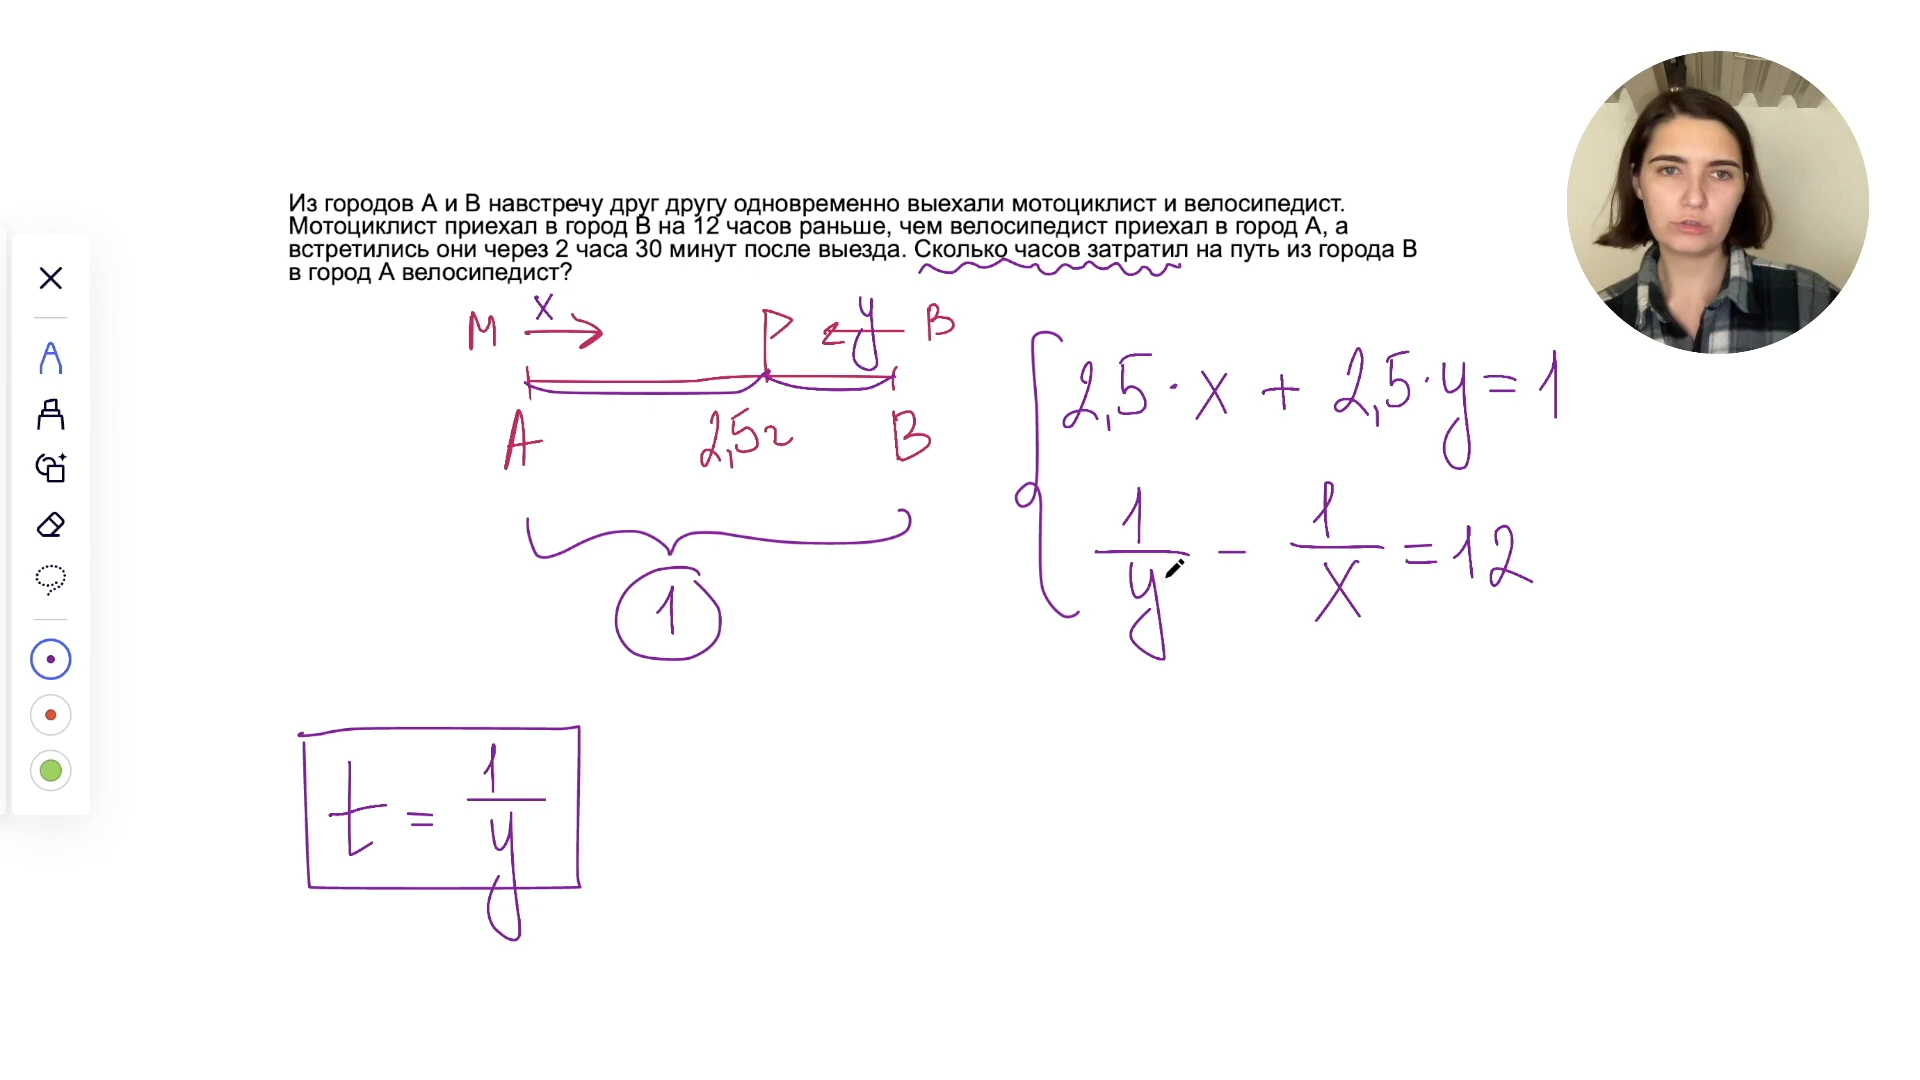 Из городов А и В навстречу друг другу одновременно выехали мотоциклист и велосипедист.
Мотоциклист приехал в город В на 12 часов раньше, чем велосипедист приехал в город А, а
встретились они через 2 часа 30 минут после выезда. Сколько часов затратил на путь из города В
в город А велосипедист?
М x y В
А 2,5ч В
1
2,5 · x + 2,5 · y = 1
1/y - 1/x = 12
t = 1/y